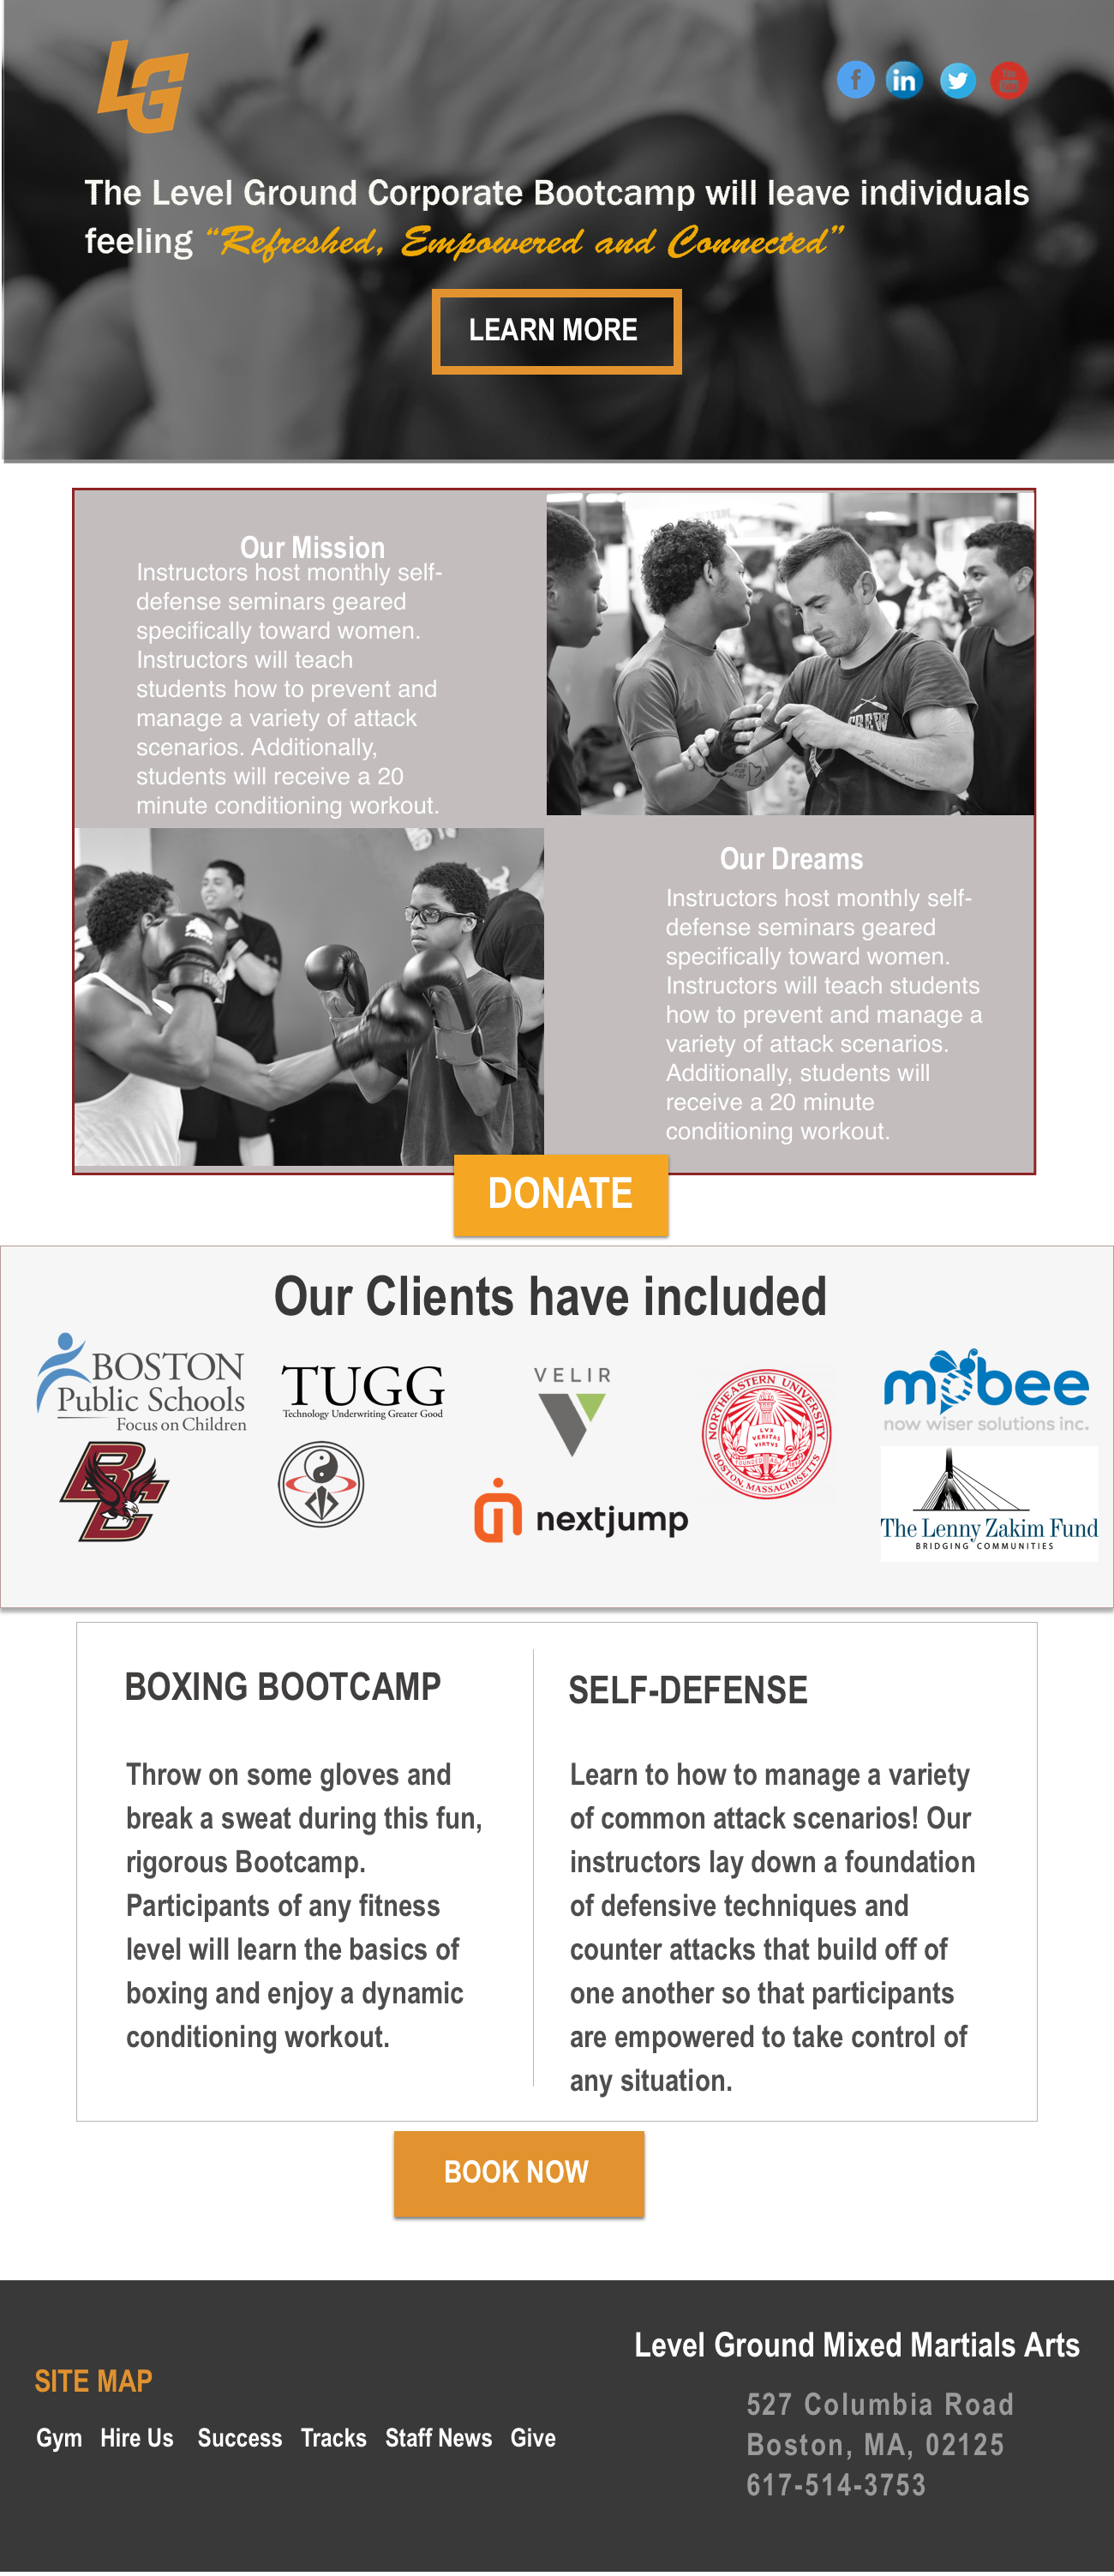 LG
f in You Tube
The Level Ground Corporate Bootcamp will leave individuals
feeling “Refreshed, Empowered and Connected”
LEARN MORE
Our Mission
Instructors host monthly self-
defense seminars geared
specifically toward women.
Instructors will teach
students how to prevent and
manage a variety of attack
scenarios. Additionally,
students will receive a 20
minute conditioning workout.
CREW
Our Dreams
Instructors host monthly self-
defense seminars geared
specifically toward women.
Instructors will teach students
how to prevent and manage a
variety of attack scenarios.
Additionally, students will
receive a 20 minute
conditioning workout.
DONATE
Our Clients have included
BOSTON
Public Schools
Focus on Children
TUGG
Technology Underwriting Greater Good
VELIR
NORTHEASTERN UNIVERSITY
LVX
VERITAS
VIRTVS
BOSTON, MASSACHUSETTS
mobee
now wiser solutions inc.
BC
nextjump
The Lenny Zakim Fund
BRIDGING COMMUNITIES
BOXING BOOTCAMP
Throw on some gloves and
break a sweat during this fun,
rigorous Bootcamp.
Participants of any fitness
level will learn the basics of
boxing and enjoy a dynamic
conditioning workout.
SELF-DEFENSE
Learn to how to manage a variety
of common attack scenarios! Our
instructors lay down a foundation
of defensive techniques and
counter attacks that build off of
one another so that participants
are empowered to take control of
any situation.
BOOK NOW
SITE MAP
Gym Hire Us Success Tracks Staff News Give
Level Ground Mixed Martials Arts
527 Columbia Road
Boston, MA, 02125
617-514-3753